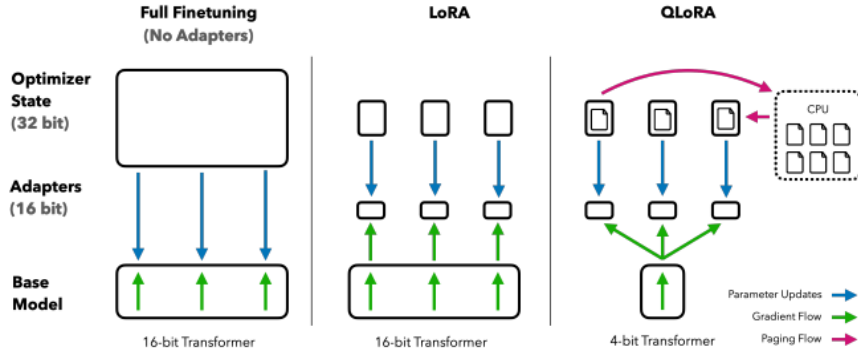 Full Finetuning
(No Adapters)
LoRA
QLoRA
Optimizer
State
(32 bit)
CPU
Adapters
(16 bit)
Base
Model
Parameter Updates
Gradient Flow
Paging Flow
16-bit Transformer
16-bit Transformer
4-bit Transformer